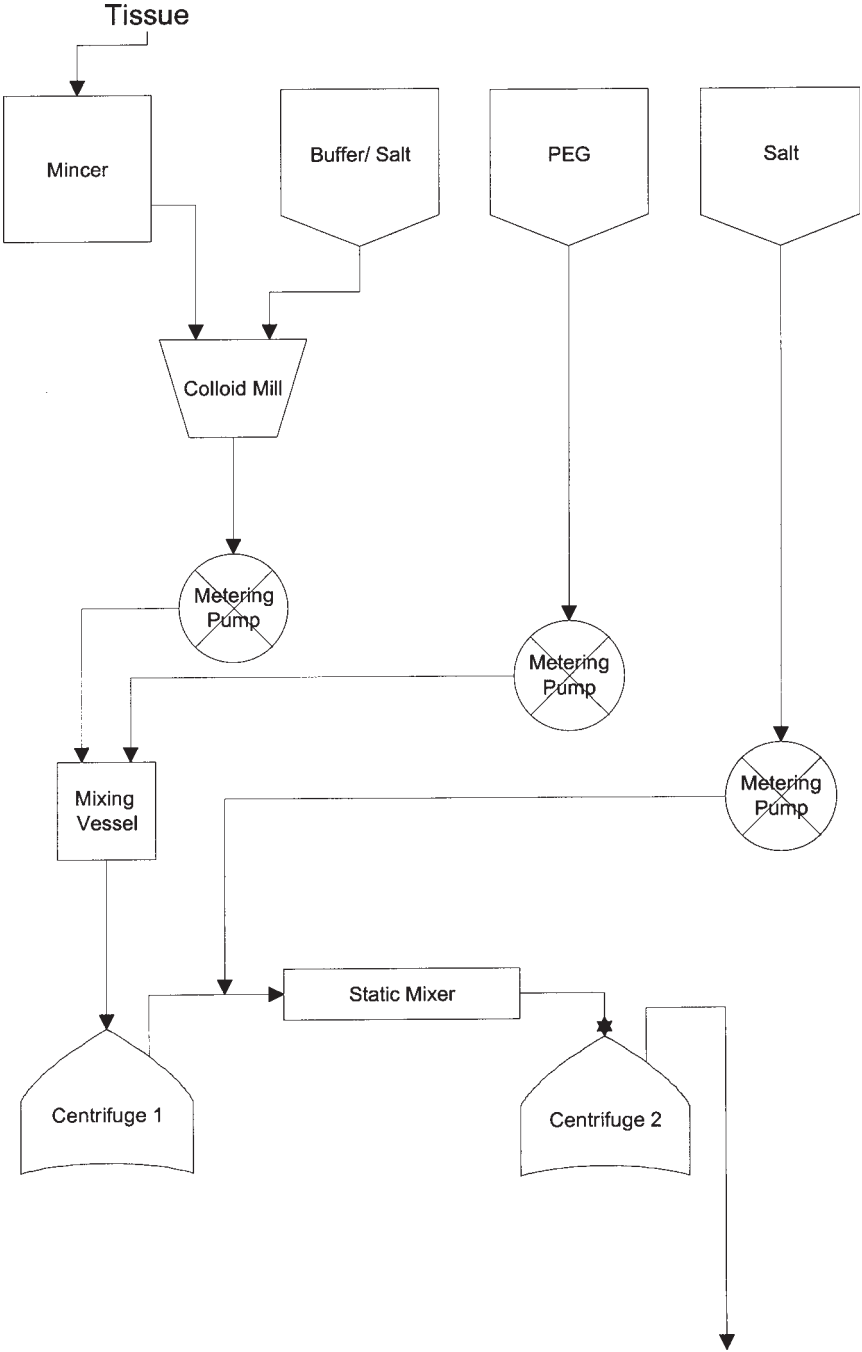 Tissue
Mincer
Buffer/ Salt
PEG
Salt
Colloid Mill
Metering
Pump
Metering
Pump
Metering
Pump
Mixing
Vessel
Static Mixer
Centrifuge 1
Centrifuge 2